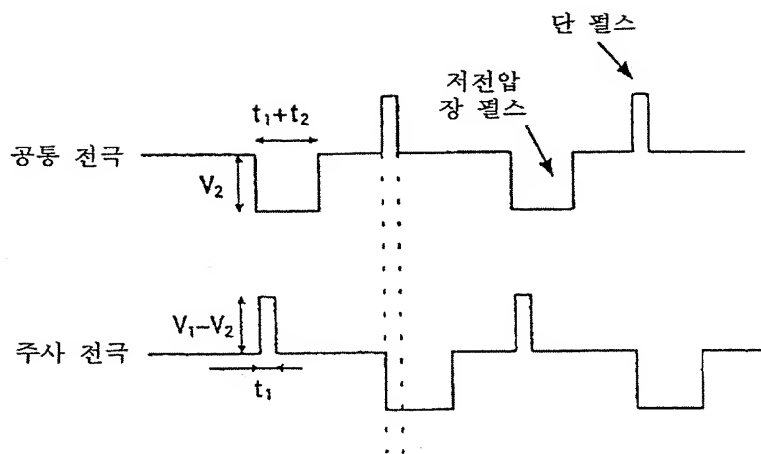 단 펄스
저전압
장 펄스
t₁+t₂
공통 전극
V₂
V₁-V₂
주사 전극
t₁